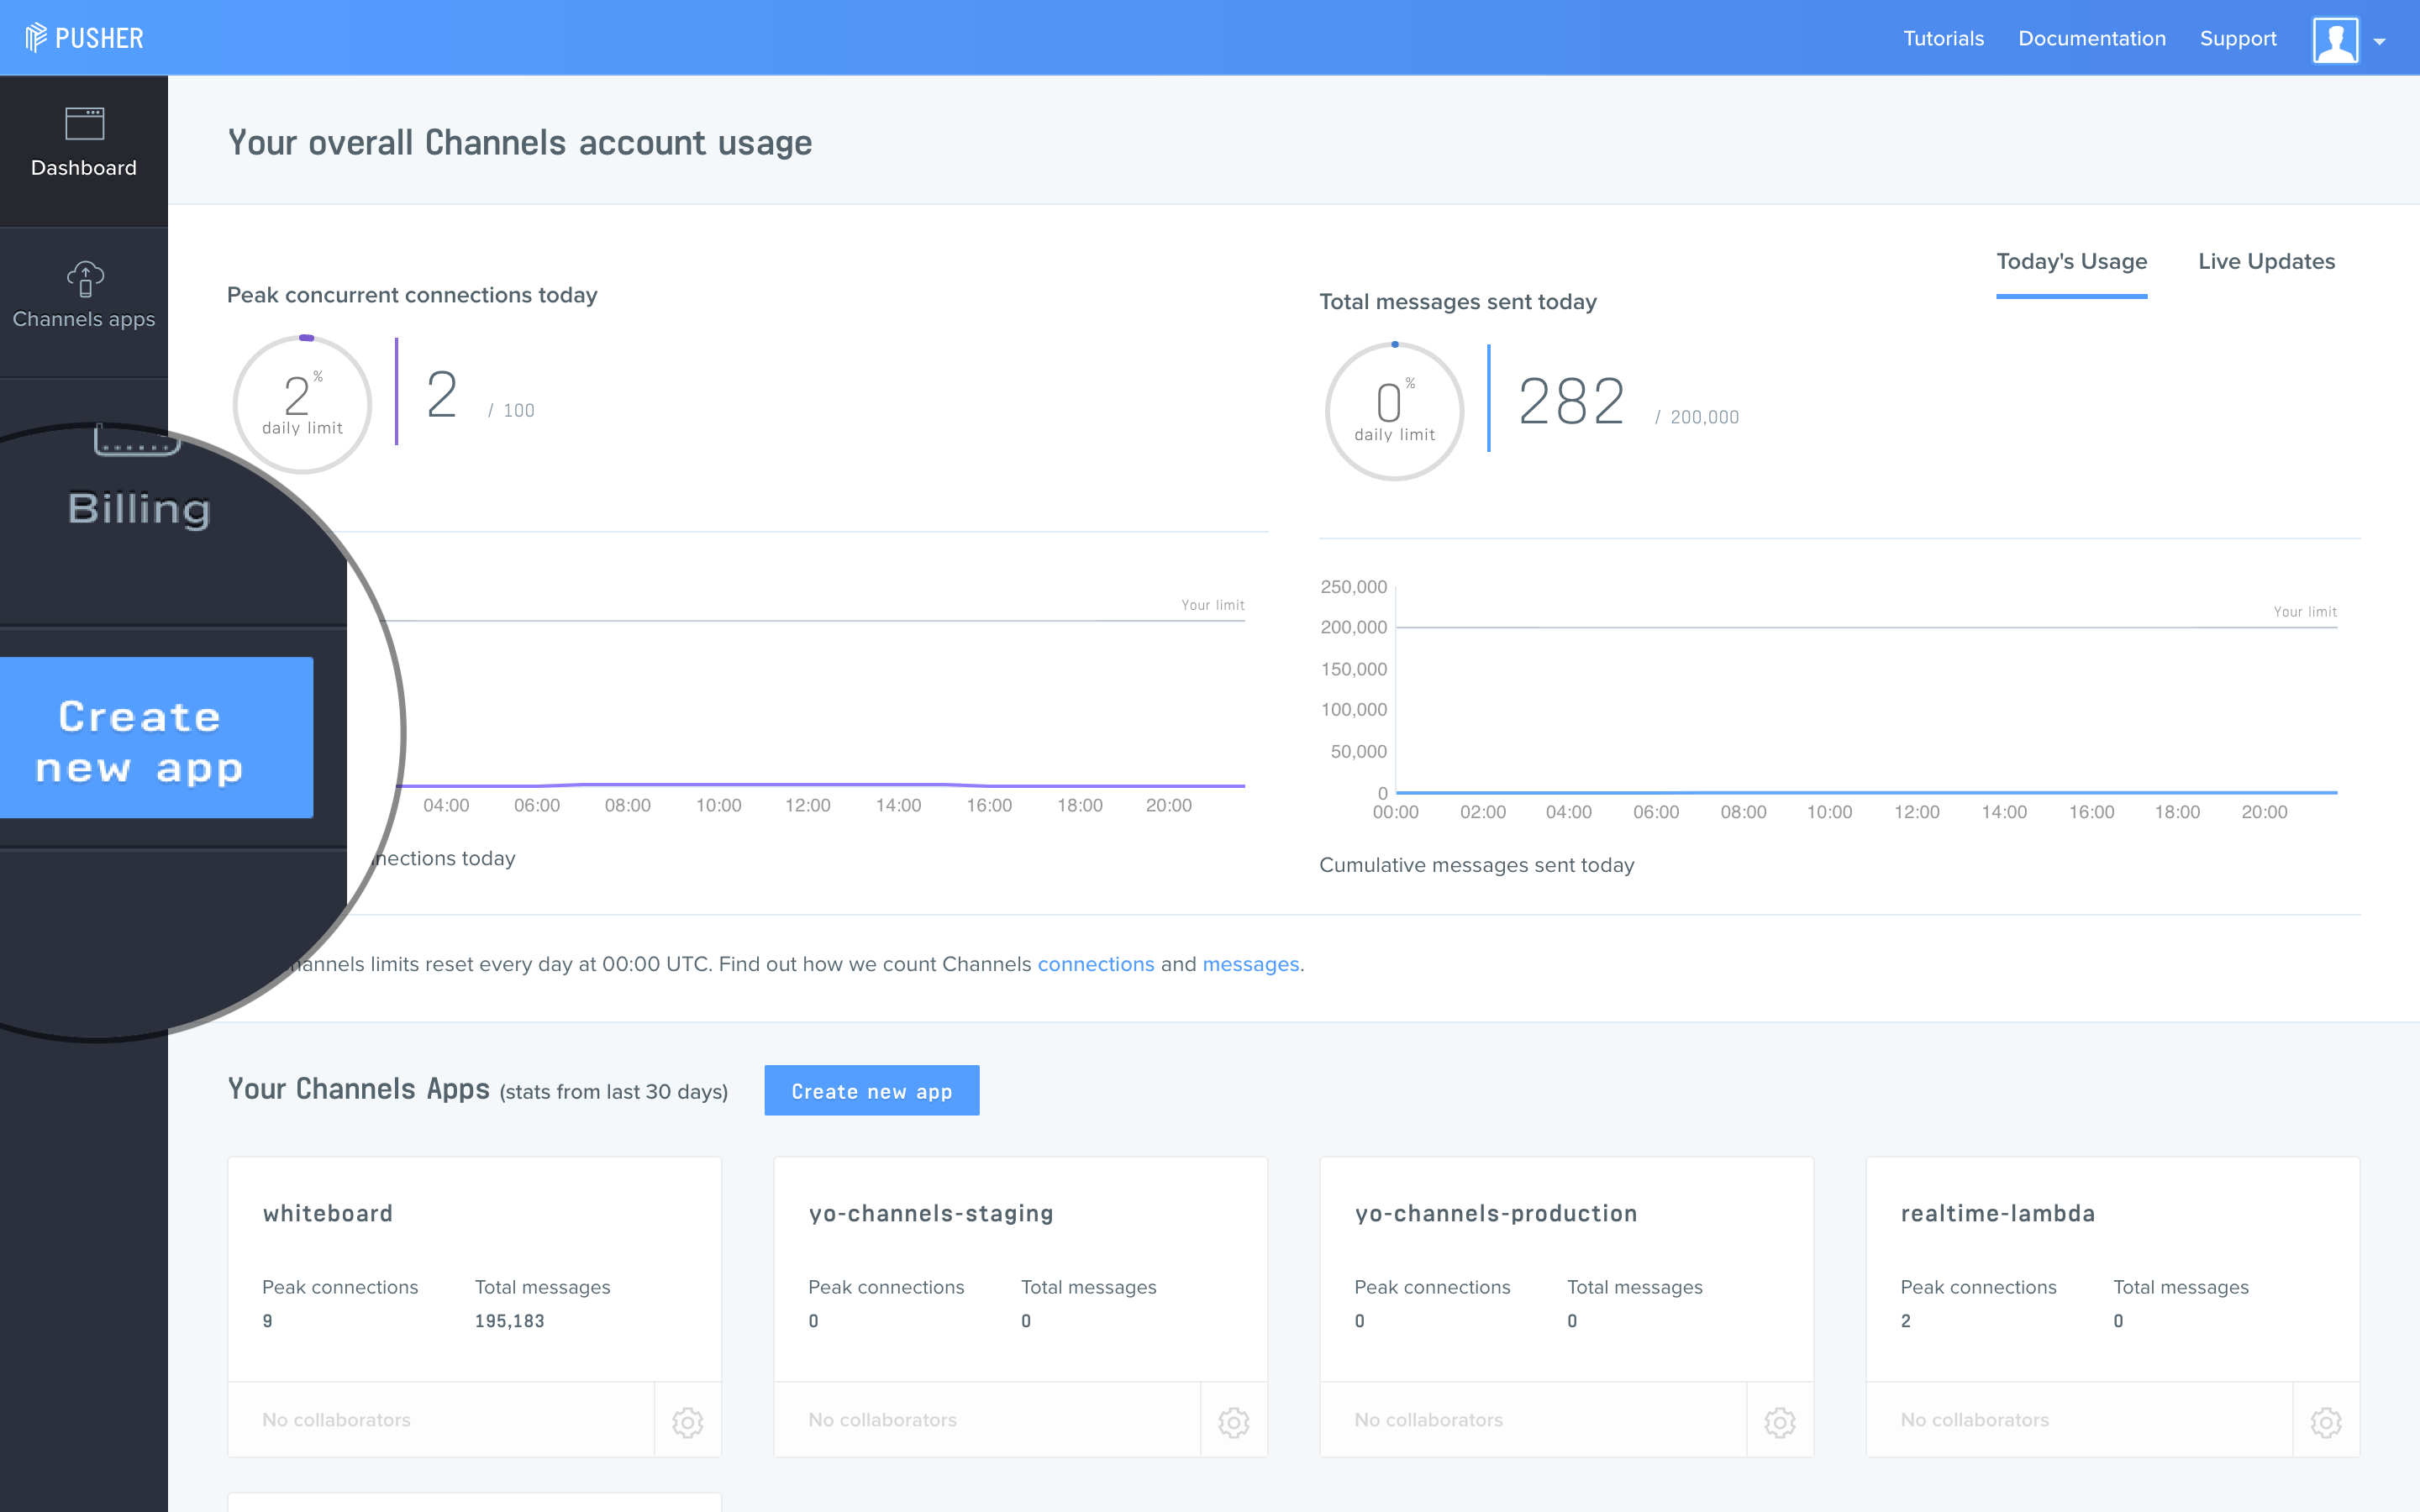 PUSHER
Tutorials
Documentation
Support
Dashboard
Channels apps
Billing
Create
new app
Your overall Channels account usage
Today's Usage
Live Updates
Peak concurrent connections today
2%
daily limit
2 / 100
Total messages sent today
0%
daily limit
282 / 200,000
Your limit
04:00 06:00 08:00 10:00 12:00 14:00 16:00 18:00 20:00
nections today
250,000
200,000
150,000
100,000
50,000
0
Your limit
00:00 02:00 04:00 06:00 08:00 10:00 12:00 14:00 16:00 18:00 20:00
Cumulative messages sent today
hannels limits reset every day at 00:00 UTC. Find out how we count Channels connections and messages.
Your Channels Apps (stats from last 30 days)
Create new app
whiteboard
Peak connections Total messages
9 195,183
No collaborators
yo-channels-staging
Peak connections Total messages
0 0
No collaborators
yo-channels-production
Peak connections Total messages
0 0
No collaborators
realtime-lambda
Peak connections Total messages
2 0
No collaborators